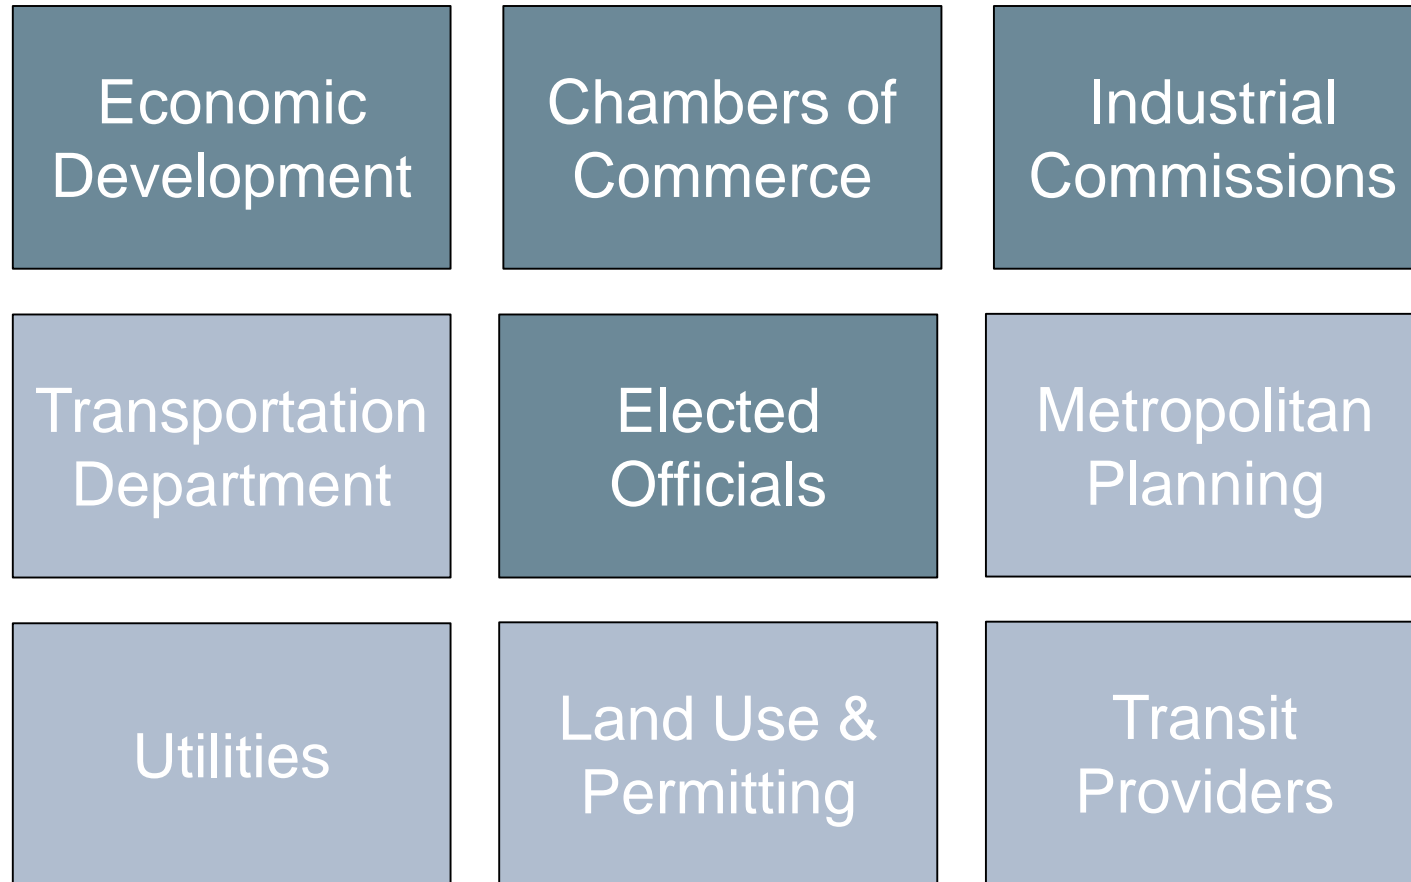 Economic
Development
Chambers of
Commerce
Industrial
Commissions
Transportation
Department
Elected
Officials
Metropolitan
Planning
Utilities
Land Use &
Permitting
Transit
Providers